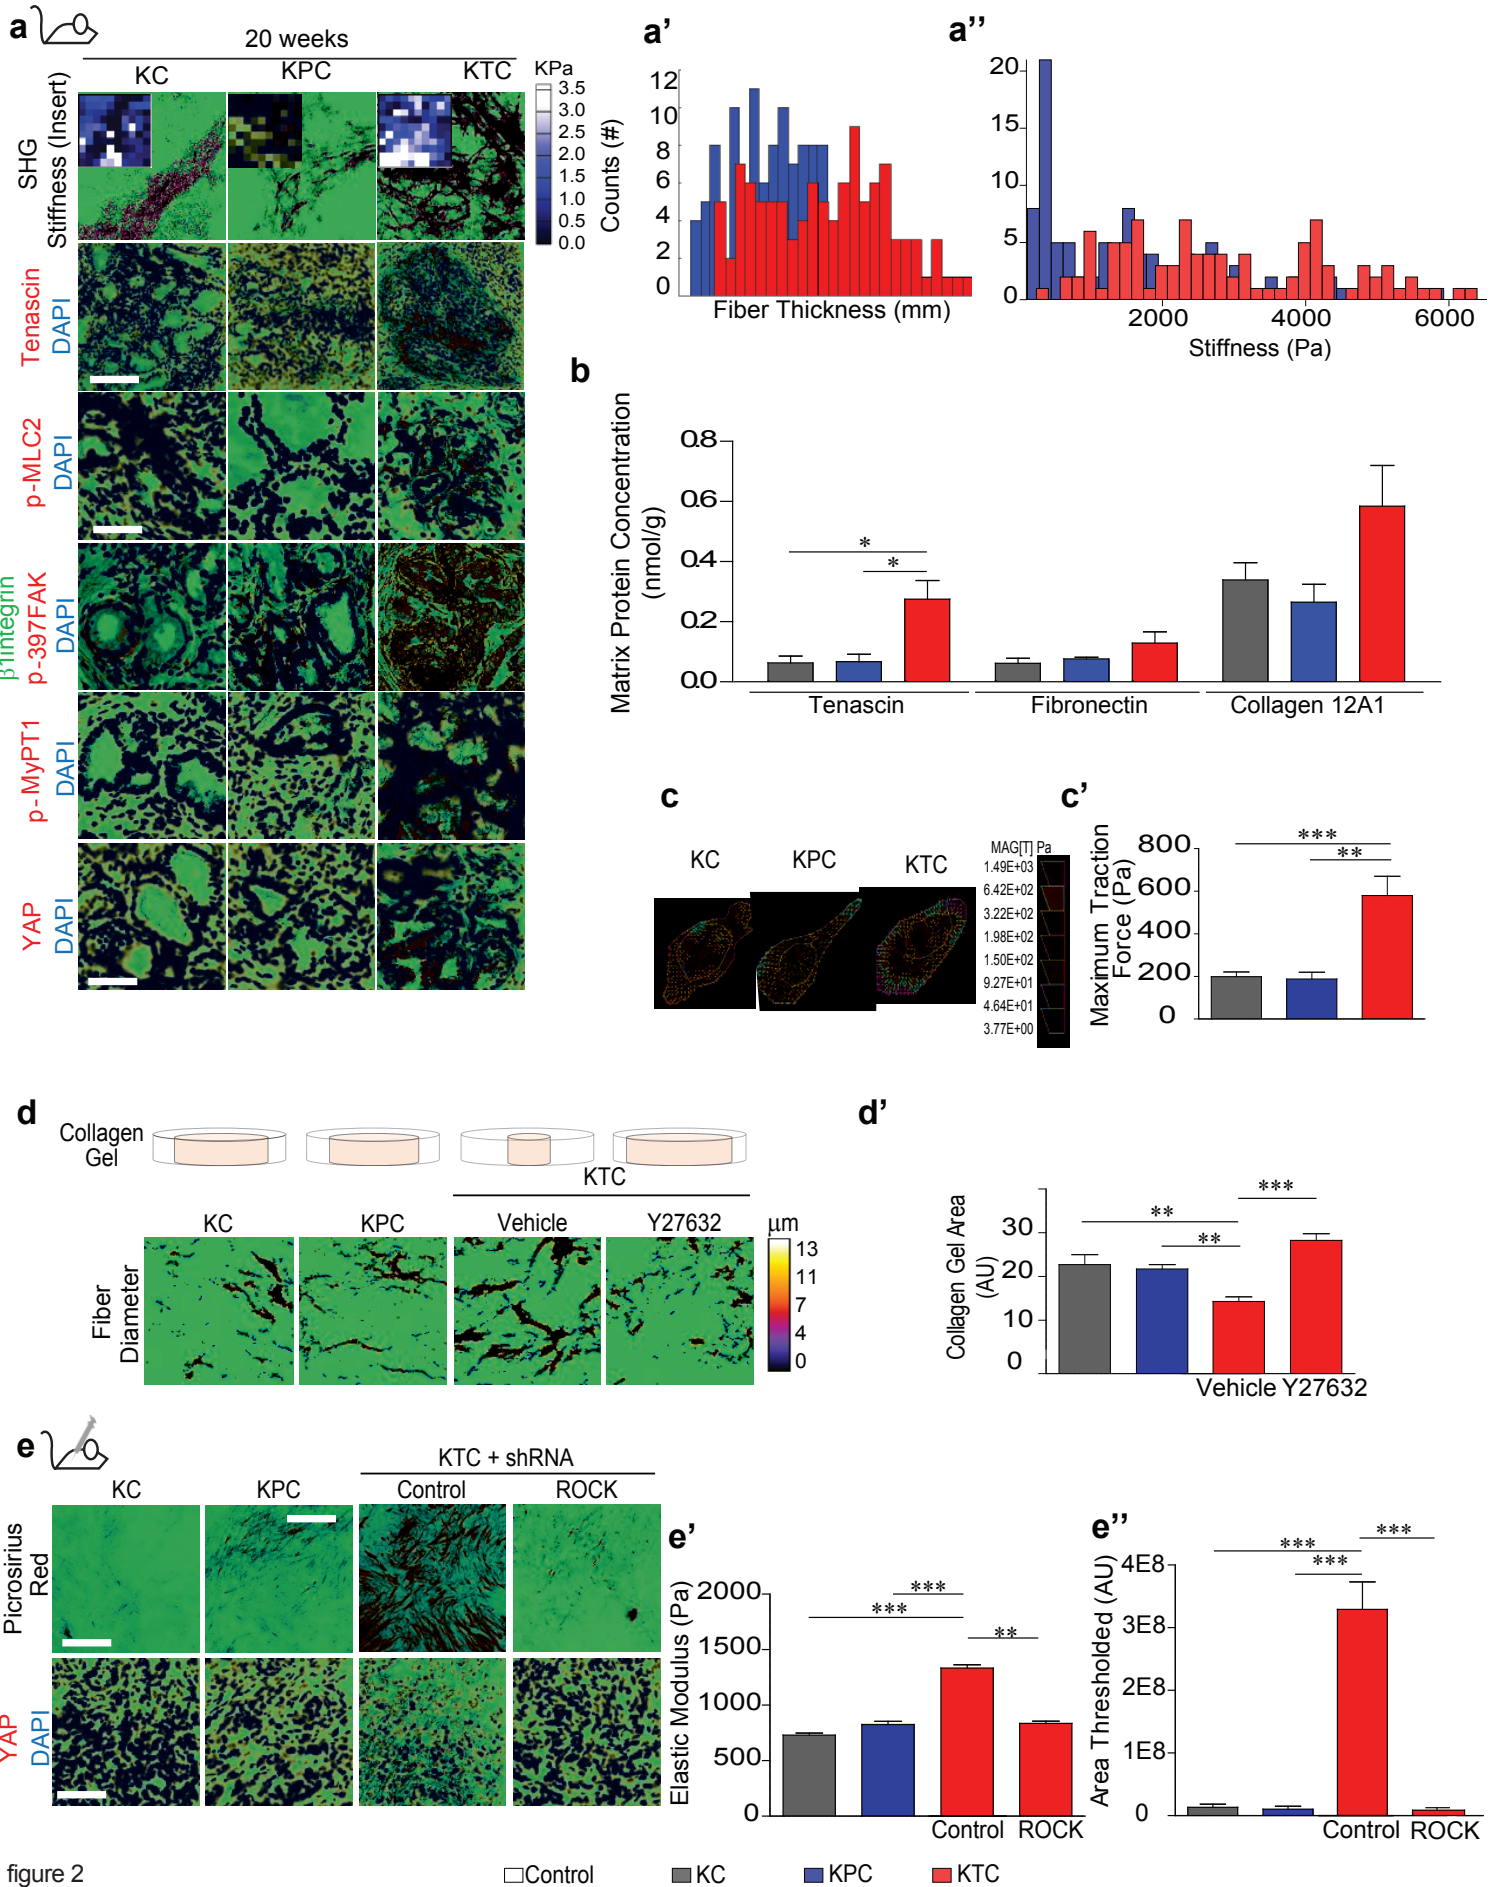 a
20 weeks
KC
KPC
KTC
SHG
Stiffness (Insert)
KPa
3.5
3.0
2.5
2.0
1.5
1.0
0.5
0.0
Tenascin
DAPI
p-MLC2
DAPI
β1integrin
p-397FAK
DAPI
p-MyPT1
DAPI
YAP
DAPI
a'
Counts (#)
12
10
8
6
4
2
0
Fiber Thickness (mm)
a''
20
15
10
5
0
2000
4000
6000
Stiffness (Pa)
b
Matrix Protein Concentration
(nmol/g)
0.8
0.6
0.4
0.2
0.0
*
*
Tenascin
Fibronectin
Collagen 12A1
c
KC
KPC
KTC
MAG[T] Pa
1.49E+03
6.42E+02
3.22E+02
1.98E+02
1.50E+02
9.27E+01
4.64E+01
3.77E+00
c'
Maximum Traction
Force (Pa)
800
600
400
200
0
***
**
d
Collagen
Gel
KTC
KC
KPC
Vehicle
Y27632
Fiber
Diameter
µm
13
11
7
4
0
d'
Collagen Gel Area
(AU)
30
20
10
0
**
**
***
Vehicle Y27632
e
KTC + shRNA
KC
KPC
Control
ROCK
Picrosirius
Red
YAP
DAPI
e'
Elastic Modulus (Pa)
2000
1500
1000
500
0
***
***
**
Control ROCK
e''
Area Thresholded (AU)
4E8
3E8
2E8
1E8
0
***
***
***
Control ROCK
figure 2
Control
KC
KPC
KTC